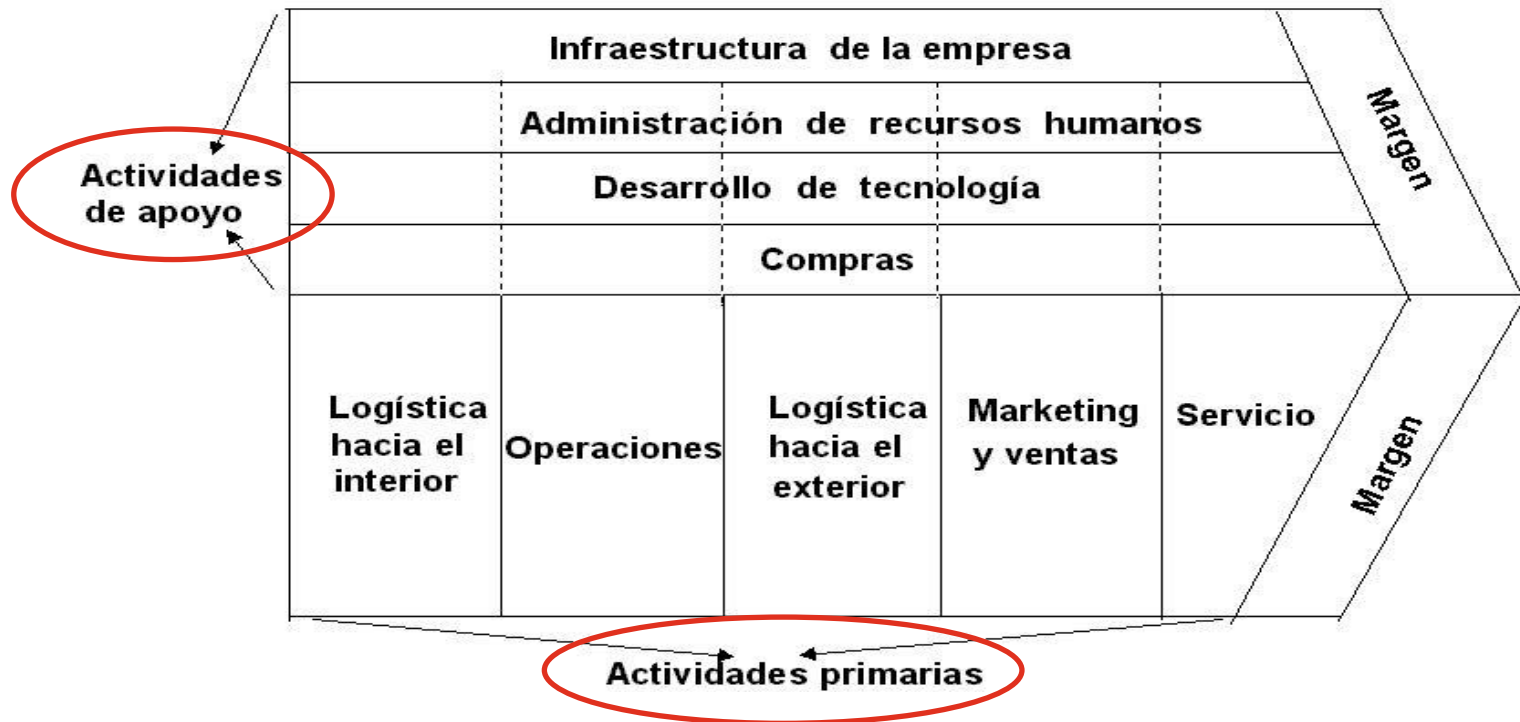 Infraestructura de la empresa
Administración de recursos humanos
Desarrollo de tecnología
Compras
Margen
Actividades
de apoyo
Logística
hacia el
interior
Operaciones
Logística
hacia el
exterior
Marketing
y ventas
Servicio
Margen
Actividades primarias